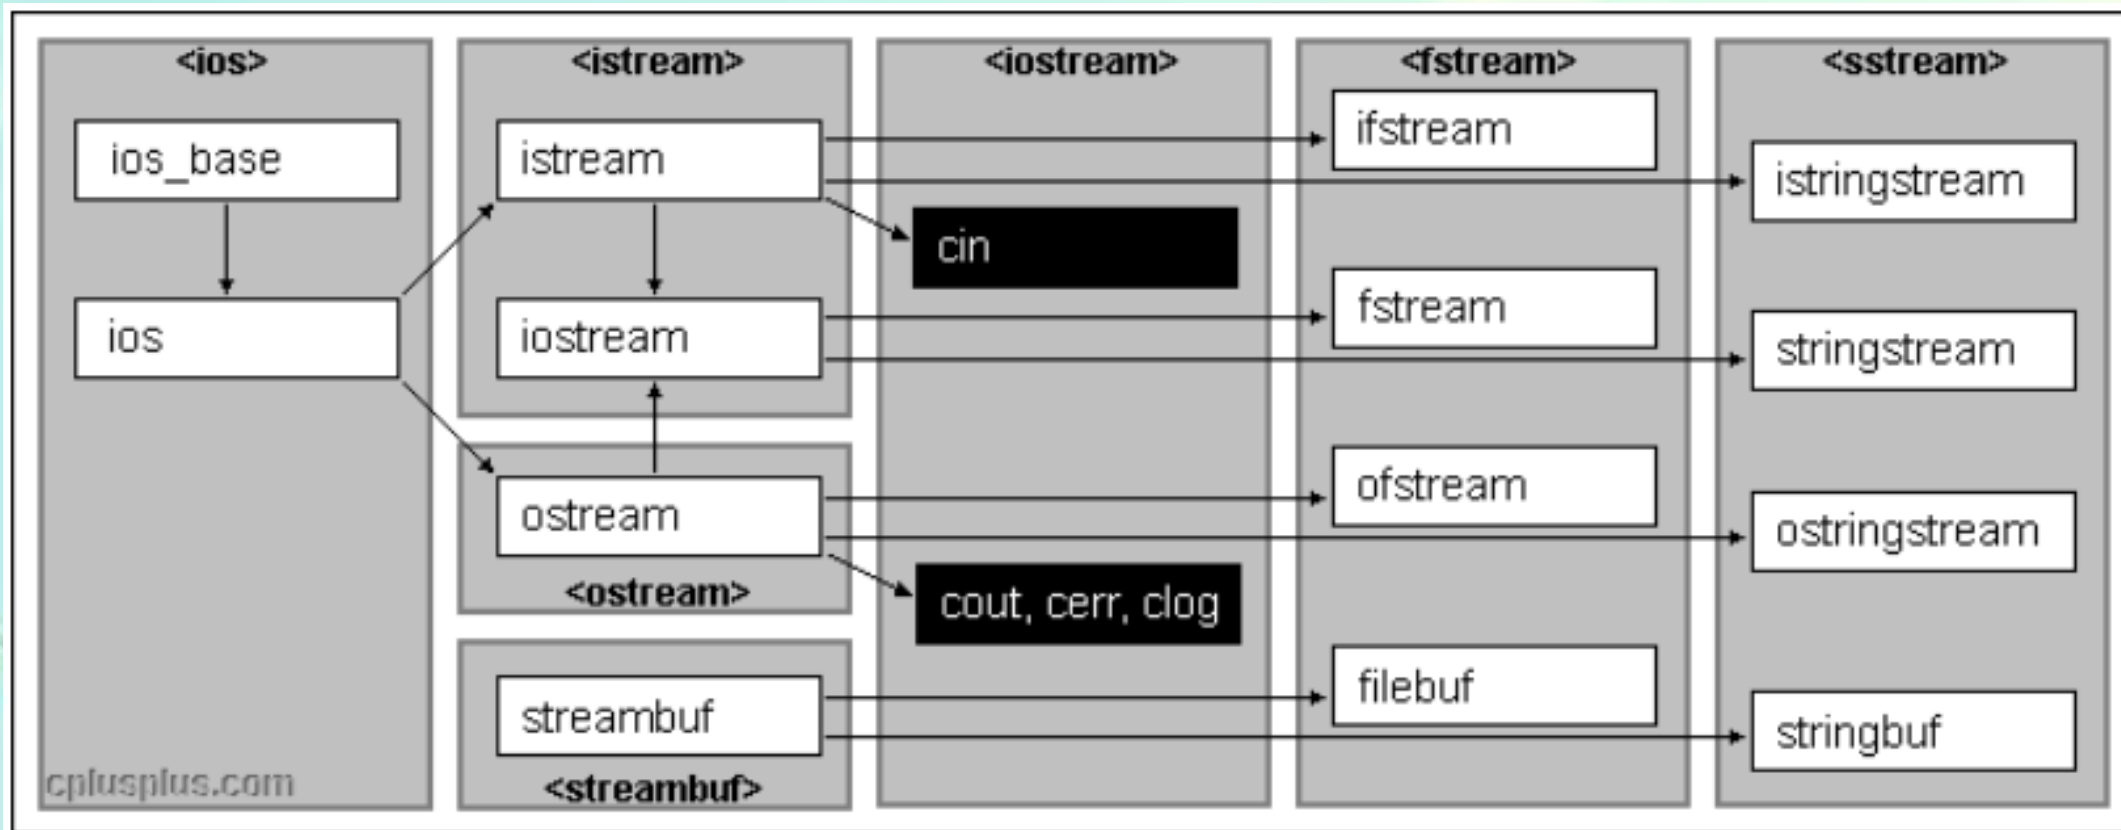 <ios>
ios_base
ios
cplusplus.com
<istream>
istream
iostream
ostream
<ostream>
streambuf
<streambuf>
<iostream>
cin
cout, cerr, clog
<fstream>
ifstream
fstream
ofstream
filebuf
<sstream>
istringstream
stringstream
ostringstream
stringbuf